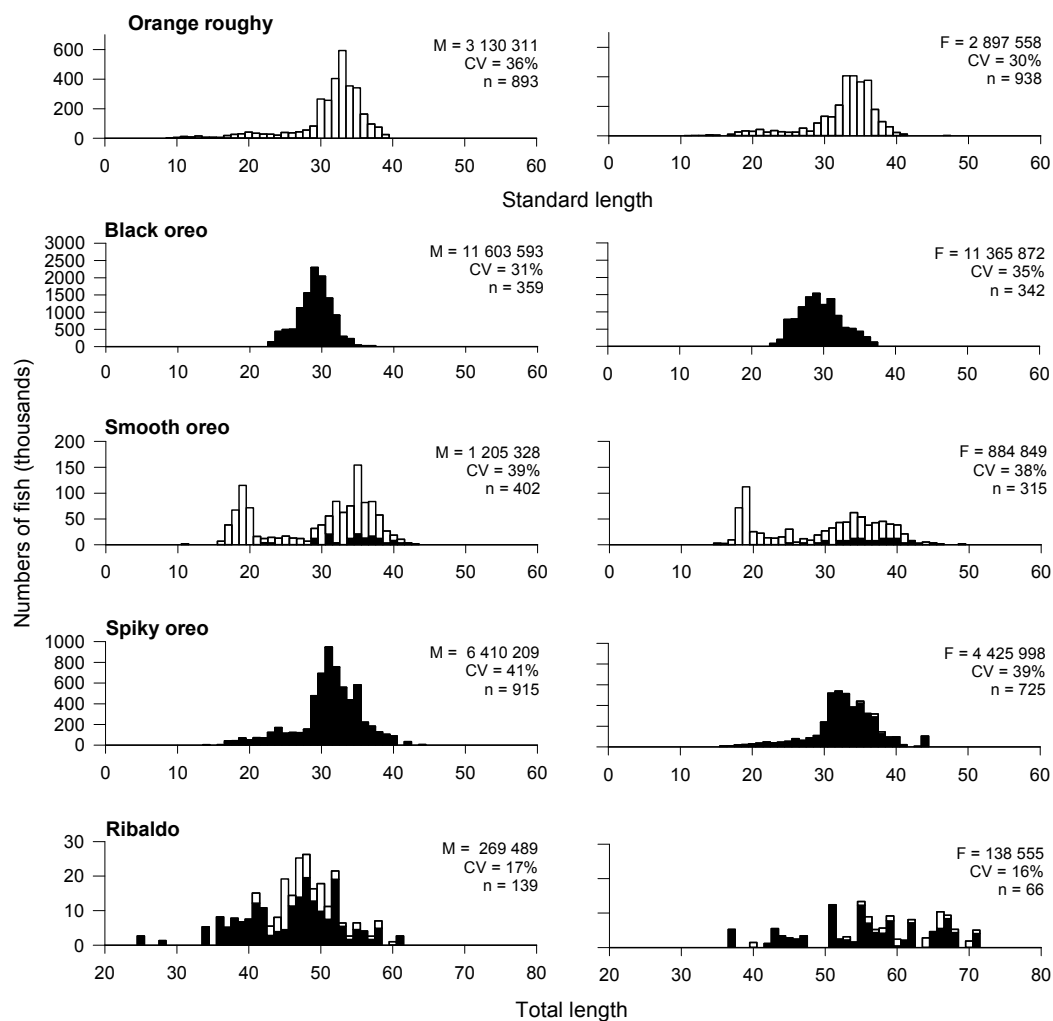 Orange roughy
M = 3 130 311
CV = 36%
n = 893
F = 2 897 558
CV = 30%
n = 938
600
400
200
0
0 10 20 30 40 50 60
0 10 20 30 40 50 60
Standard length
Black oreo
M = 11 603 593
CV = 31%
n = 359
F = 11 365 872
CV = 35%
n = 342
3000
2500
2000
1500
1000
500
0
0 10 20 30 40 50 60
0 10 20 30 40 50 60
Numbers of fish (thousands)
Smooth oreo
M = 1 205 328
CV = 39%
n = 402
F = 884 849
CV = 38%
n = 315
200
150
100
50
0
0 10 20 30 40 50 60
0 10 20 30 40 50 60
Spiky oreo
M = 6 410 209
CV = 41%
n = 915
F = 4 425 998
CV = 39%
n = 725
1000
800
600
400
200
0
0 10 20 30 40 50 60
0 10 20 30 40 50 60
Ribaldo
M = 269 489
CV = 17%
n = 139
F = 138 555
CV = 16%
n = 66
30
20
10
0
20 30 40 50 60 70 80
20 30 40 50 60 70 80
Total length